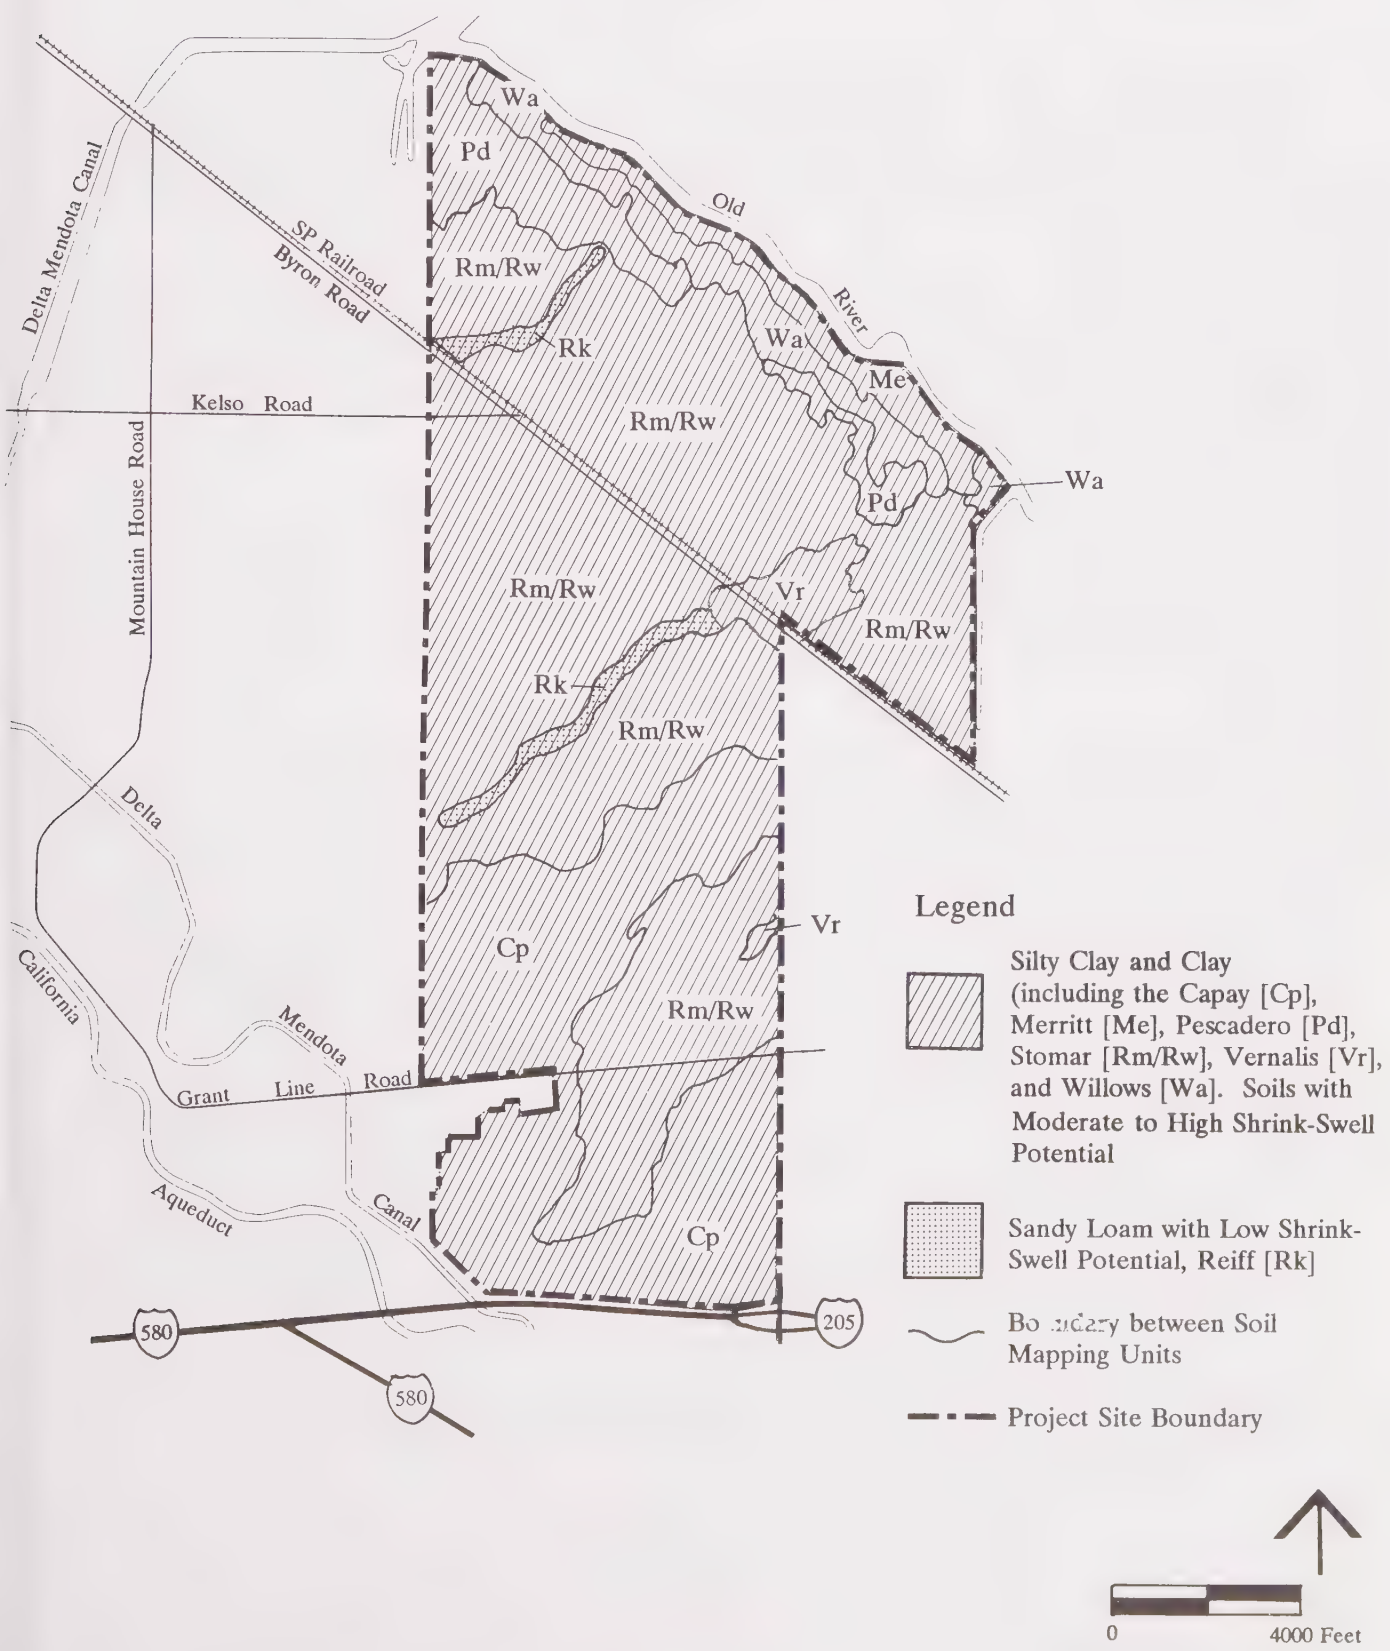 Wa
Pd
Old
River
Delta Mendota Canal
SP Railroad
Byron Road
Rm/Rw
Rk
Wa
Me
Kelso Road
Rm/Rw
Mountain House Road
Wa
Pd
Rm/Rw
Vr
Rm/Rw
Rk
Rm/Rw
Delta
Vr
Cp
California
Rm/Rw
Mendota
Grant Line Road
Aqueduct
Canal
Cp
580
205
580
Legend
Silty Clay and Clay
(including the Capay [Cp],
Merritt [Me], Pescadero [Pd],
Stomar [Rm/Rw], Vernalis [Vr],
and Willows [Wa]. Soils with
Moderate to High Shrink-Swell
Potential
Sandy Loam with Low Shrink-
Swell Potential, Reiff [Rk]
between Soil
Mapping Units
Project Site Boundary
0
4000 Feet